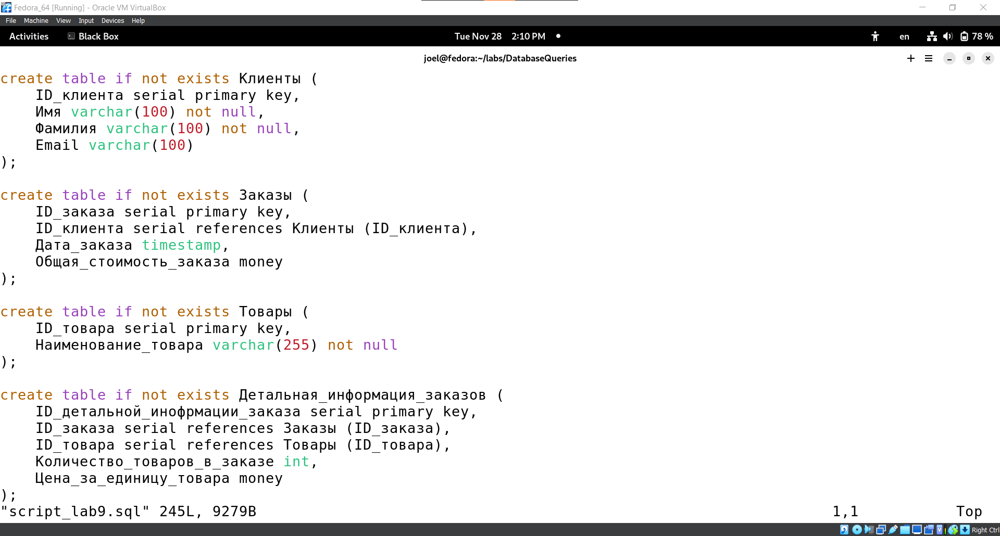 Fedora_64 [Running] - Oracle VM VirtualBox
File Machine View Input Devices Help
Activities Black Box Tue Nov 28 2:10 PM en 78 %
joel@fedora:~/labs/DatabaseQueries
create table if not exists Клиенты (
    ID_клиента serial primary key,
    Имя varchar(100) not null,
    Фамилия varchar(100) not null,
    Email varchar(100)
);
create table if not exists Заказы (
    ID_заказа serial primary key,
    ID_клиента serial references Клиенты (ID_клиента),
    Дата_заказа timestamp,
    Общая_стоимость_заказа money
);
create table if not exists Товары (
    ID_товара serial primary key,
    Наименование_товара varchar(255) not null
);
create table if not exists Детальная_информация_заказов (
    ID_детальной_инофрмации_заказа serial primary key,
    ID_заказа serial references Заказы (ID_заказа),
    ID_товара serial references Товары (ID_товара),
    Количество_товаров_в_заказе int,
    Цена_за_единицу_товара money
);
"script_lab9.sql" 245L, 9279B 1,1 Top
Right Ctrl